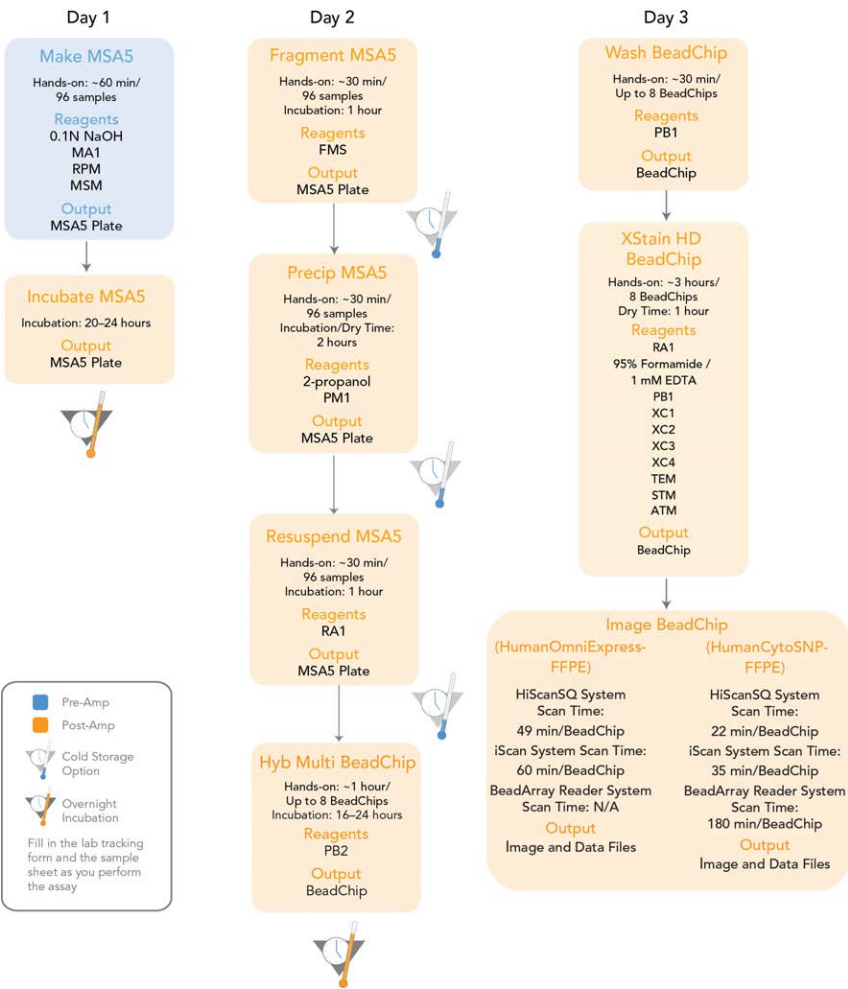 Day 1
Make MSA5
Hands-on: ~60 min/
96 samples
Reagents
0.1N NaOH
MA1
RPM
MSM
Output
MSA5 Plate
Incubate MSA5
Incubation: 20–24 hours
Output
MSA5 Plate
Pre-Amp
Post-Amp
Cold Storage
Option
Overnight
Incubation
Fill in the lab tracking
form and the sample
sheet as you perform
the assay
Day 2
Fragment MSA5
Hands-on: ~30 min/
96 samples
Incubation: 1 hour
Reagents
FMS
Output
MSA5 Plate
Precip MSA5
Hands-on: ~30 min/
96 samples
Incubation/Dry Time:
2 hours
Reagents
2-propanol
PM1
Output
MSA5 Plate
Resuspend MSA5
Hands-on: ~30 min/
96 samples
Incubation: 1 hour
Reagents
RA1
Output
MSA5 Plate
Hyb Multi BeadChip
Hands-on: ~1 hour/
Up to 8 BeadChips
Incubation: 16–24 hours
Reagents
PB2
Output
BeadChip
Day 3
Wash BeadChip
Hands-on: ~30 min/
Up to 8 BeadChips
Reagents
PB1
Output
BeadChip
XStain HD
BeadChip
Hands-on: ~3 hours/
8 BeadChips
Dry Time: 1 hour
Reagents
RA1
95% Formamide /
1 mM EDTA
PB1
XC1
XC2
XC3
XC4
TEM
STM
ATM
Output
BeadChip
Image BeadChip
(HumanOmniExpress-
FFPE)
HiScanSQ System
Scan Time:
49 min/BeadChip
iScan System Scan Time:
60 min/BeadChip
BeadArray Reader System
Scan Time: N/A
Output
Image and Data Files
(HumanCytoSNP-
FFPE)
HiScanSQ System
Scan Time:
22 min/BeadChip
iScan System Scan Time:
35 min/BeadChip
BeadArray Reader System
Scan Time:
180 min/BeadChip
Output
Image and Data Files